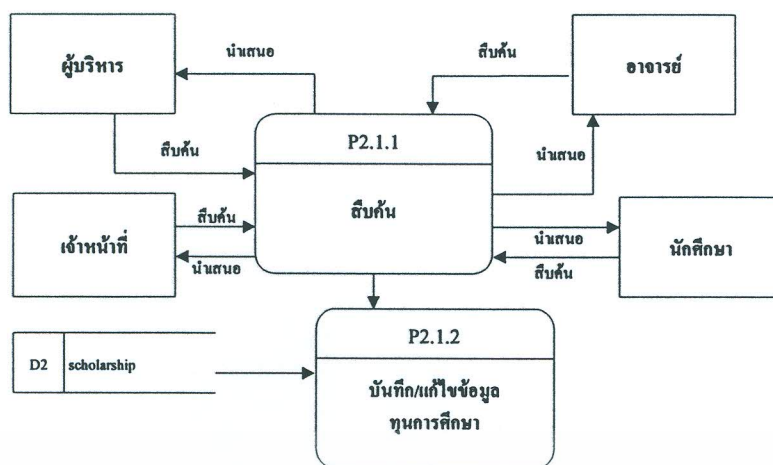 นำเสนอ
สืบค้น
ผู้บริหาร
อาจารย์
P2.1.1
สืบค้น
นำเสนอ
สืบค้น
สืบค้น
เจ้าหน้าที่
นำเสนอ
นำเสนอ
สืบค้น
นักศึกษา
P2.1.2
D2
scholarship
บันทึก/แก้ไขข้อมูล
ทุนการศึกษา